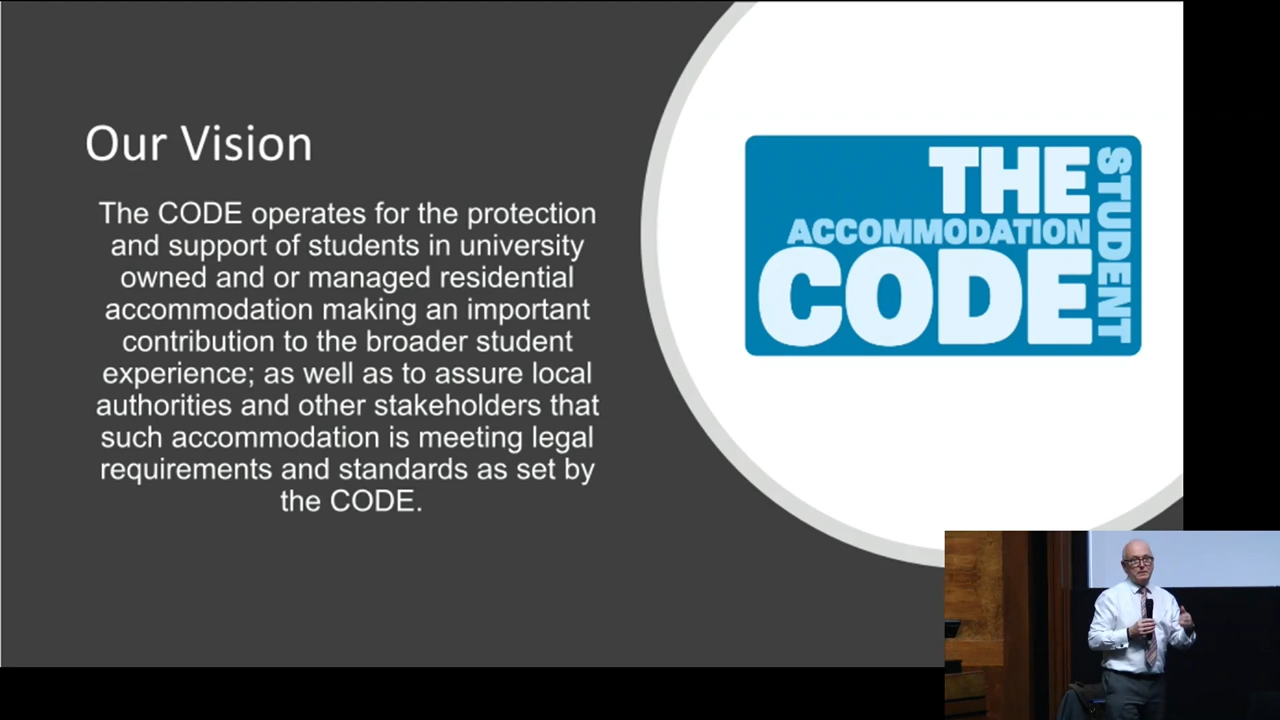 Our Vision
The CODE operates for the protection
and support of students in university
owned and or managed residential
accommodation making an important
contribution to the broader student
experience; as well as to assure local
authorities and other stakeholders that
such accommodation is meeting legal
requirements and standards as set by
the CODE.
THE
STUDENT
ACCOMMODATION
CODE